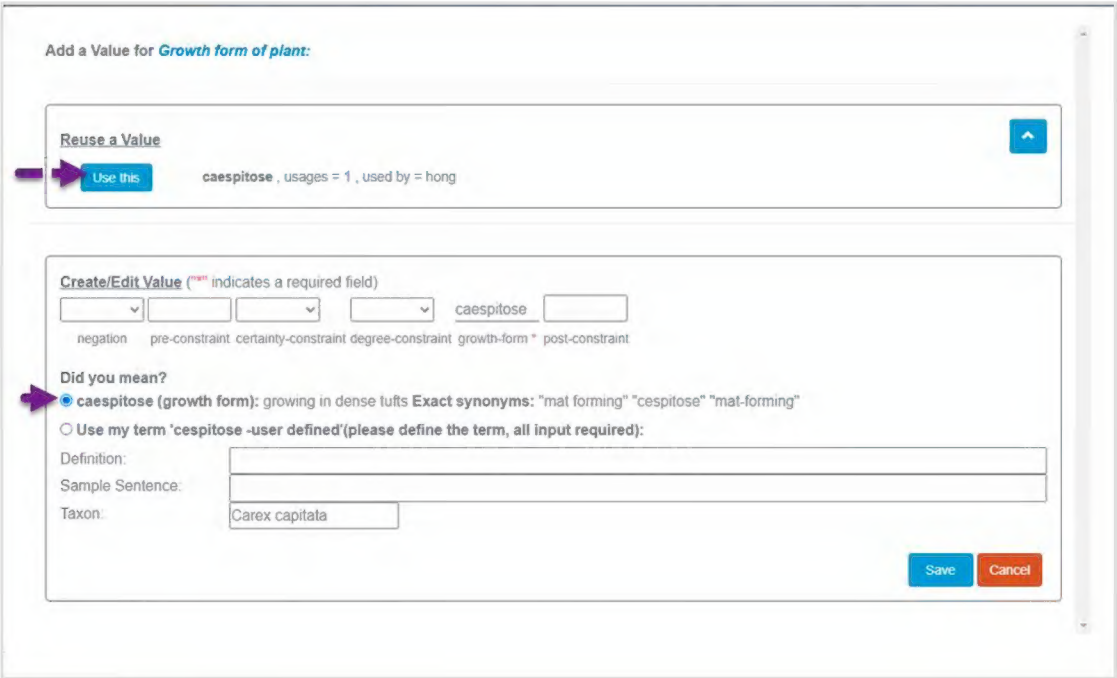 Add a Value for Growth form of plant:
Reuse a Value
Use this caespitose , usages = 1 , used by = hong
Create/Edit Value ("*" indicates a required field)
caespitose
negation pre-constraint certainty-constraint degree-constraint growth-form * post-constraint
Did you mean?
caespitose (growth form): growing in dense tufts Exact synonyms: "mat forming" "cespitose" "mat-forming"
Use my term 'cespitose -user defined'(please define the term, all input required):
Definition:
Sample Sentence:
Taxon: Carex capitata
Save Cancel